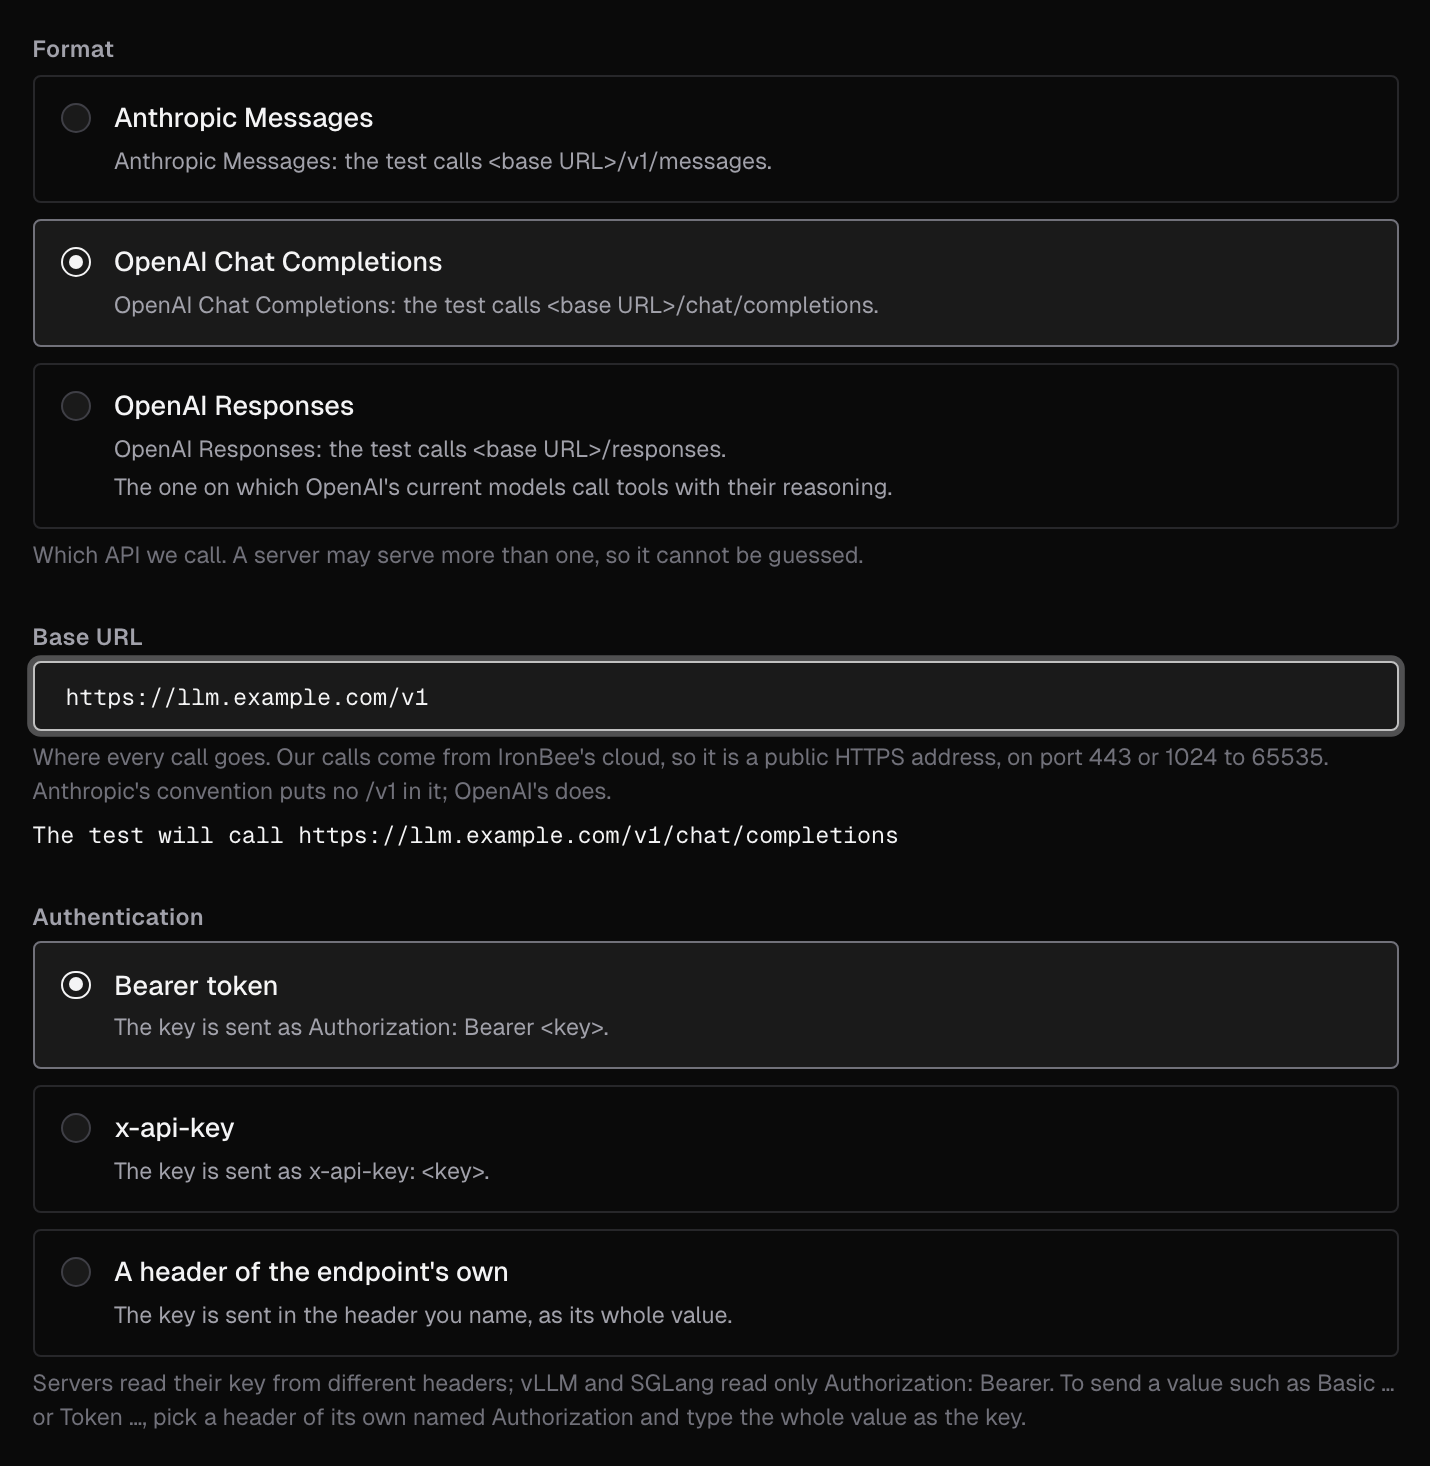 Format
Anthropic Messages
Anthropic Messages: the test calls <base URL>/v1/messages.
OpenAI Chat Completions
OpenAI Chat Completions: the test calls <base URL>/chat/completions.
OpenAI Responses
OpenAI Responses: the test calls <base URL>/responses.
The one on which OpenAI's current models call tools with their reasoning.
Which API we call. A server may serve more than one, so it cannot be guessed.
Base URL
https://llm.example.com/v1
Where every call goes. Our calls come from IronBee's cloud, so it is a public HTTPS address, on port 443 or 1024 to 65535.
Anthropic's convention puts no /v1 in it; OpenAI's does.
The test will call https://llm.example.com/v1/chat/completions
Authentication
Bearer token
The key is sent as Authorization: Bearer <key>.
x-api-key
The key is sent as x-api-key: <key>.
A header of the endpoint's own
The key is sent in the header you name, as its whole value.
Servers read their key from different headers; vLLM and SGLang read only Authorization: Bearer. To send a value such as Basic …
or Token …, pick a header of its own named Authorization and type the whole value as the key.